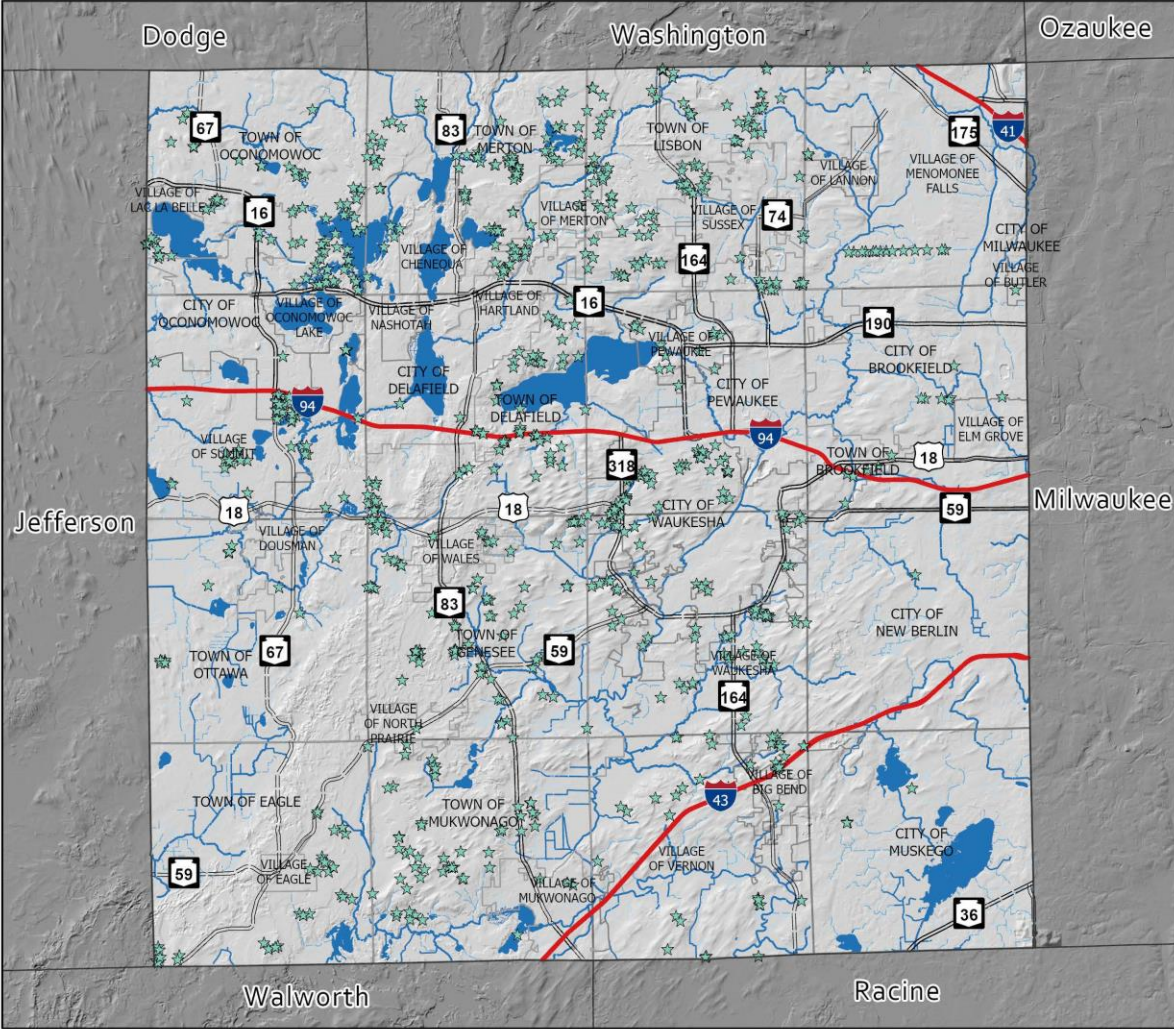 Dodge
Washington
Ozaukee
67
TOWN OF
OCONOMOWOC
83
TOWN OF
MERTON
TOWN OF
LISBON
175
41
VILLAGE OF
MENOMONEE
FALLS
VILLAGE
OF LANNON
VILLAGE OF
LAC LA BELLE
16
VILLAGE
OF MERTON
VILLAGE OF
SUSSEX
74
CITY OF
MILWAUKEE
VILLAGE OF
CHENEQUA
164
VILLAGE
OF BUTLER
CITY OF
OCONOMOWOC
VILLAGE OF
OCONOMOWOC
LAKE
VILLAGE OF
NASHOTAH
VILLAGE OF
HARTLAND
16
190
VILLAGE OF
PEWAUKEE
CITY OF
BROOKFIELD
CITY OF
DELAFIELD
CITY OF
PEWAUKEE
94
TOWN OF
DELAFIELD
VILLAGE OF
ELM GROVE
94
VILLAGE
OF SUMMIT
TOWN OF
BROOKFIELD
18
318
Jefferson
18
18
CITY OF
WAUKESHA
59
Milwaukee
VILLAGE OF
DOUSMAN
VILLAGE
OF WALES
83
CITY OF
NEW BERLIN
TOWN OF
GENESEE
67
59
TOWN OF
OTTAWA
VILLAGE OF
WAUKESHA
164
VILLAGE
OF NORTH
PRAIRIE
VILLAGE OF
BIG BEND
TOWN OF EAGLE
TOWN OF
MUKWONAGO
43
CITY OF
MUSKEGO
59
VILLAGE
OF EAGLE
VILLAGE
OF VERNON
VILLAGE OF
MUKWONAGO
36
Walworth
Racine